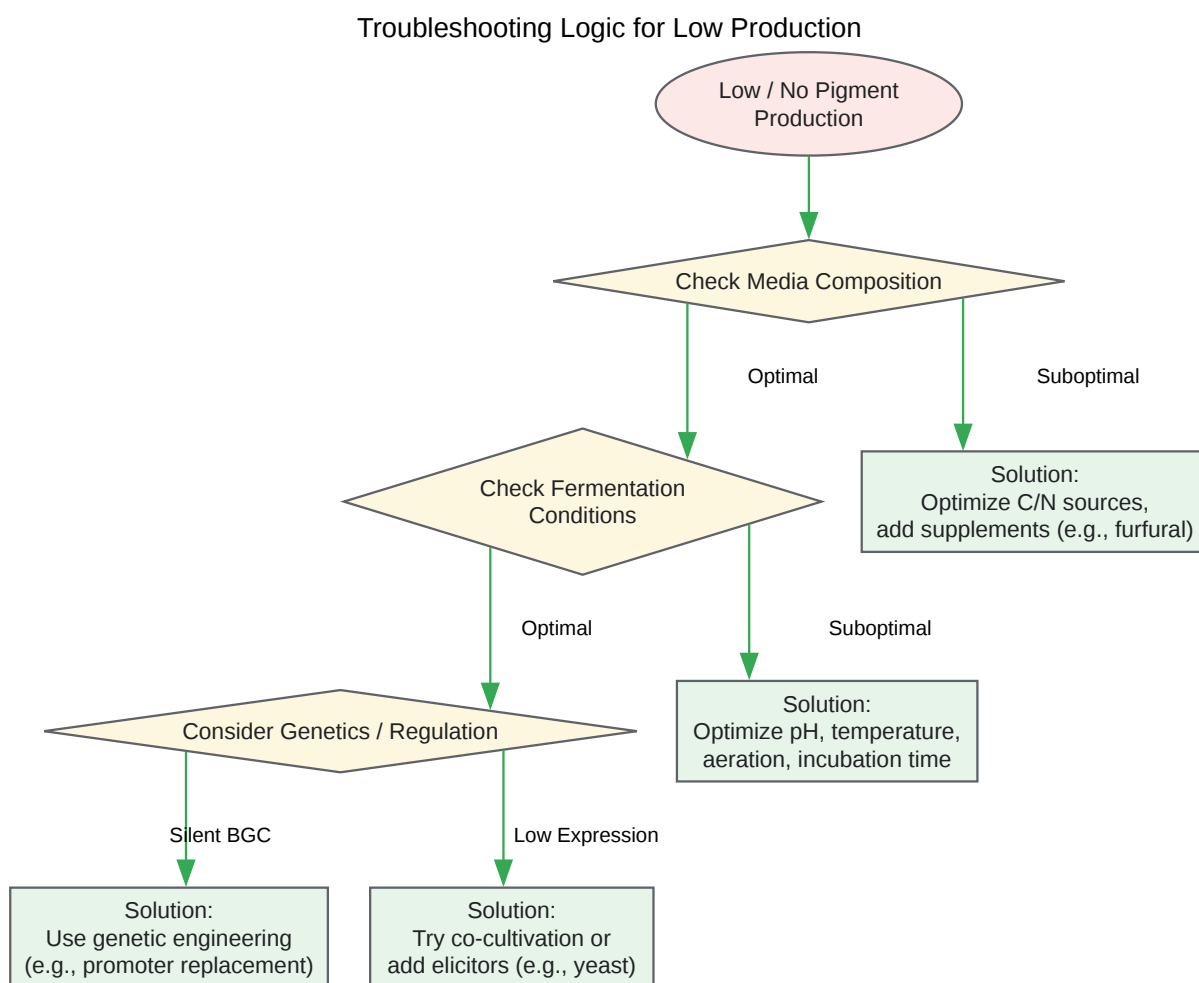 Troubleshooting Logic for Low Production
Low / No Pigment
Production
Check Media Composition
Optimal
Suboptimal
Check Fermentation
Conditions
Solution:
Optimize C/N sources,
add supplements (e.g., furfural)
Optimal
Suboptimal
Consider Genetics / Regulation
Solution:
Optimize pH, temperature,
aeration, incubation time
Silent BGC
Low Expression
Solution:
Use genetic engineering
(e.g., promoter replacement)
Solution:
Try co-cultivation or
add elicitors (e.g., yeast)